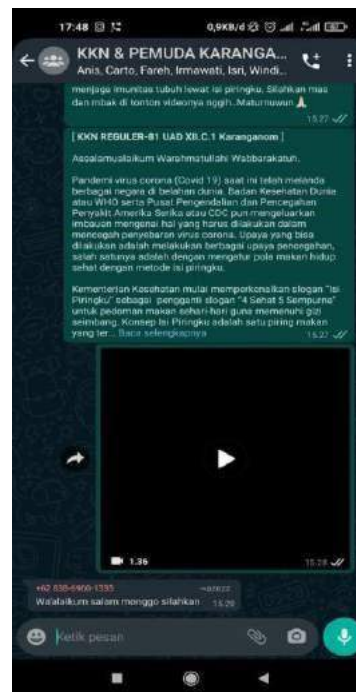 17:48
0,9KB/d
KKN & PEMUDA KARANGA...
Anis, Carto, Fareh, Irmawati, Isri, Windi...
menjaga imunitas tubuh lewat isi piringku. Silahkan mas
dan mbak di tonton videonya nggih..Maturnuwun 🙏
15.27
[ KKN REGULER-81 UAD XII.C.1 Karanganom ]
Assalamualaikum Warahmatullahi Wabbarakatuh.
Pandemi virus corona (Covid 19) saat ini telah melanda
berbagai negara di belahan dunia. Badan Kesehatan Dunia
atau WHO serta Pusat Pengendalian dan Pencegahan
Penyakit Amerika Serika atau CDC pun mengeluarkan
imbauan mengenai hal yang harus dilakukan dalam
mencegah penyebaran virus corona. Upaya yang bisa
dilakukan adalah melakukan berbagai upaya pencegahan,
salah satunya adalah dengan mengatur pola makan hidup
sehat dengan metode isi piringku.
Kementerian Kesehatan mulai memperkenalkan slogan "Isi
Piringku" sebagai pengganti slogan "4 Sehat 5 Sempurna"
untuk pedoman makan sehari-hari guna memenuhi gizi
seimbang. Konsep Isi Piringku adalah satu piring makan
yang ter... Baca selengkapnya
15.27
1.36
15.28
Wa'alaikum salam monggo silahkan
15.29
Ketik pesan